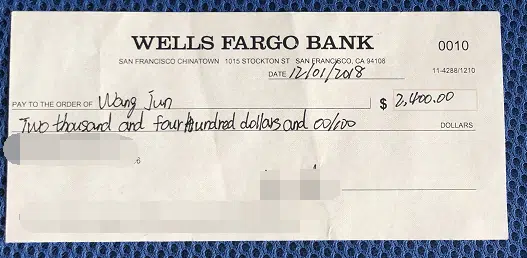 WELLS FARGO BANK
0010
SAN FRANCISCO CHINATOWN 1015 STOCKTON ST SAN FRANCISCO, CA 94108
DATE 12/01/2018
11-4288/1210
PAY TO THE ORDER OF Wang Jun $ 2,400.00
Two thousand and four hundred dollars and 00/100 DOLLARS